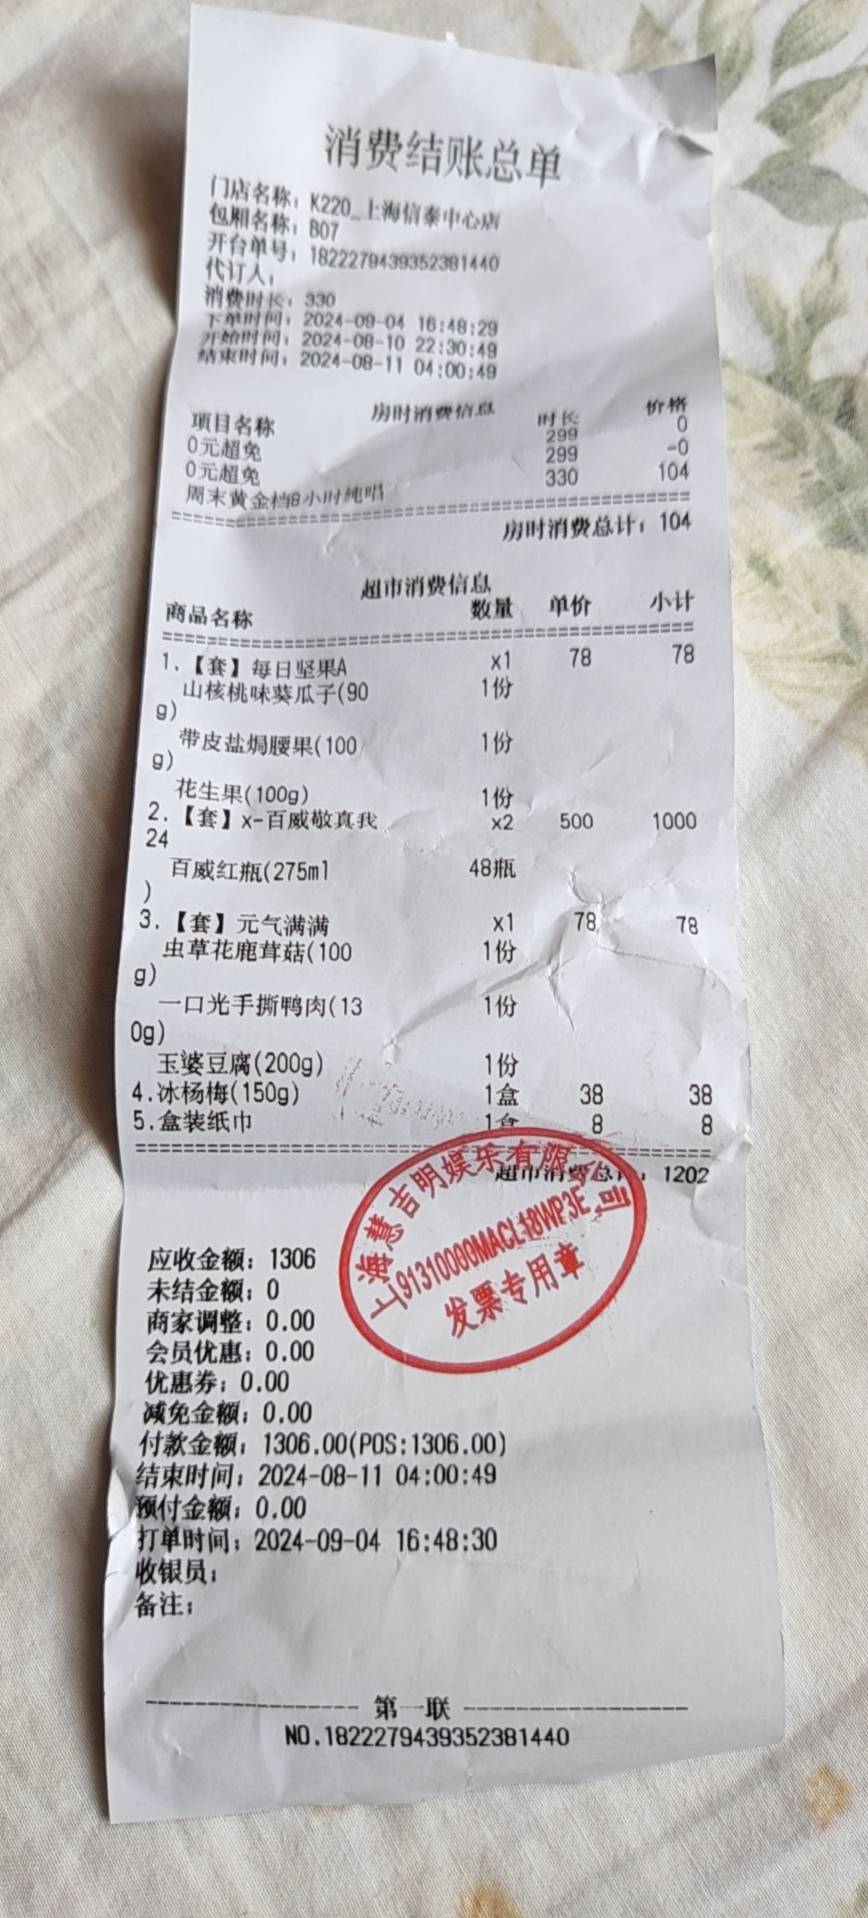 消费结账总单
门店名称：K220_上海信泰中心店
包厢名称：B07
开台单号：1822279439352381440
代订人：
消费时长：330
下单时间：2024-09-04 16:48:29
开始时间：2024-08-10 22:30:49
结束时间：2024-08-11 04:00:49
房时消费信息
项目名称 时长 价格
0元超免 299 0
0元超免 299 -0
周末黄金档6小时纯唱 330 104
房时消费总计：104
超市消费信息
商品名称 数量 单价 小计
1.【套】每日坚果A x1 78 78
山核桃味葵瓜子(90 1份
g)
带皮盐焗腰果(100 1份
g)
花生果(100g) 1份
2.【套】x-百威敬真我 x2 500 1000
24
百威红瓶(275ml 48瓶
)
3.【套】元气满满 x1 78 78
虫草花鹿茸菇(100 1份
g)
一口光手撕鸭肉(13 1份
0g)
玉婆豆腐(200g) 1份
4.冰杨梅(150g) 1盒 38 38
5.盒装纸巾 1盒 8 8
超市消费总计：1202
上海慧吉明娱乐有限公司
91310000MACL18WP3E
发票专用章
应收金额：1306
未结金额：0
商家调整：0.00
会员优惠：0.00
优惠券：0.00
减免金额：0.00
付款金额：1306.00(POS:1306.00)
结束时间：2024-08-11 04:00:49
预付金额：0.00
打单时间：2024-09-04 16:48:30
收银员：
备注：
第一联
NO.1822279439352381440